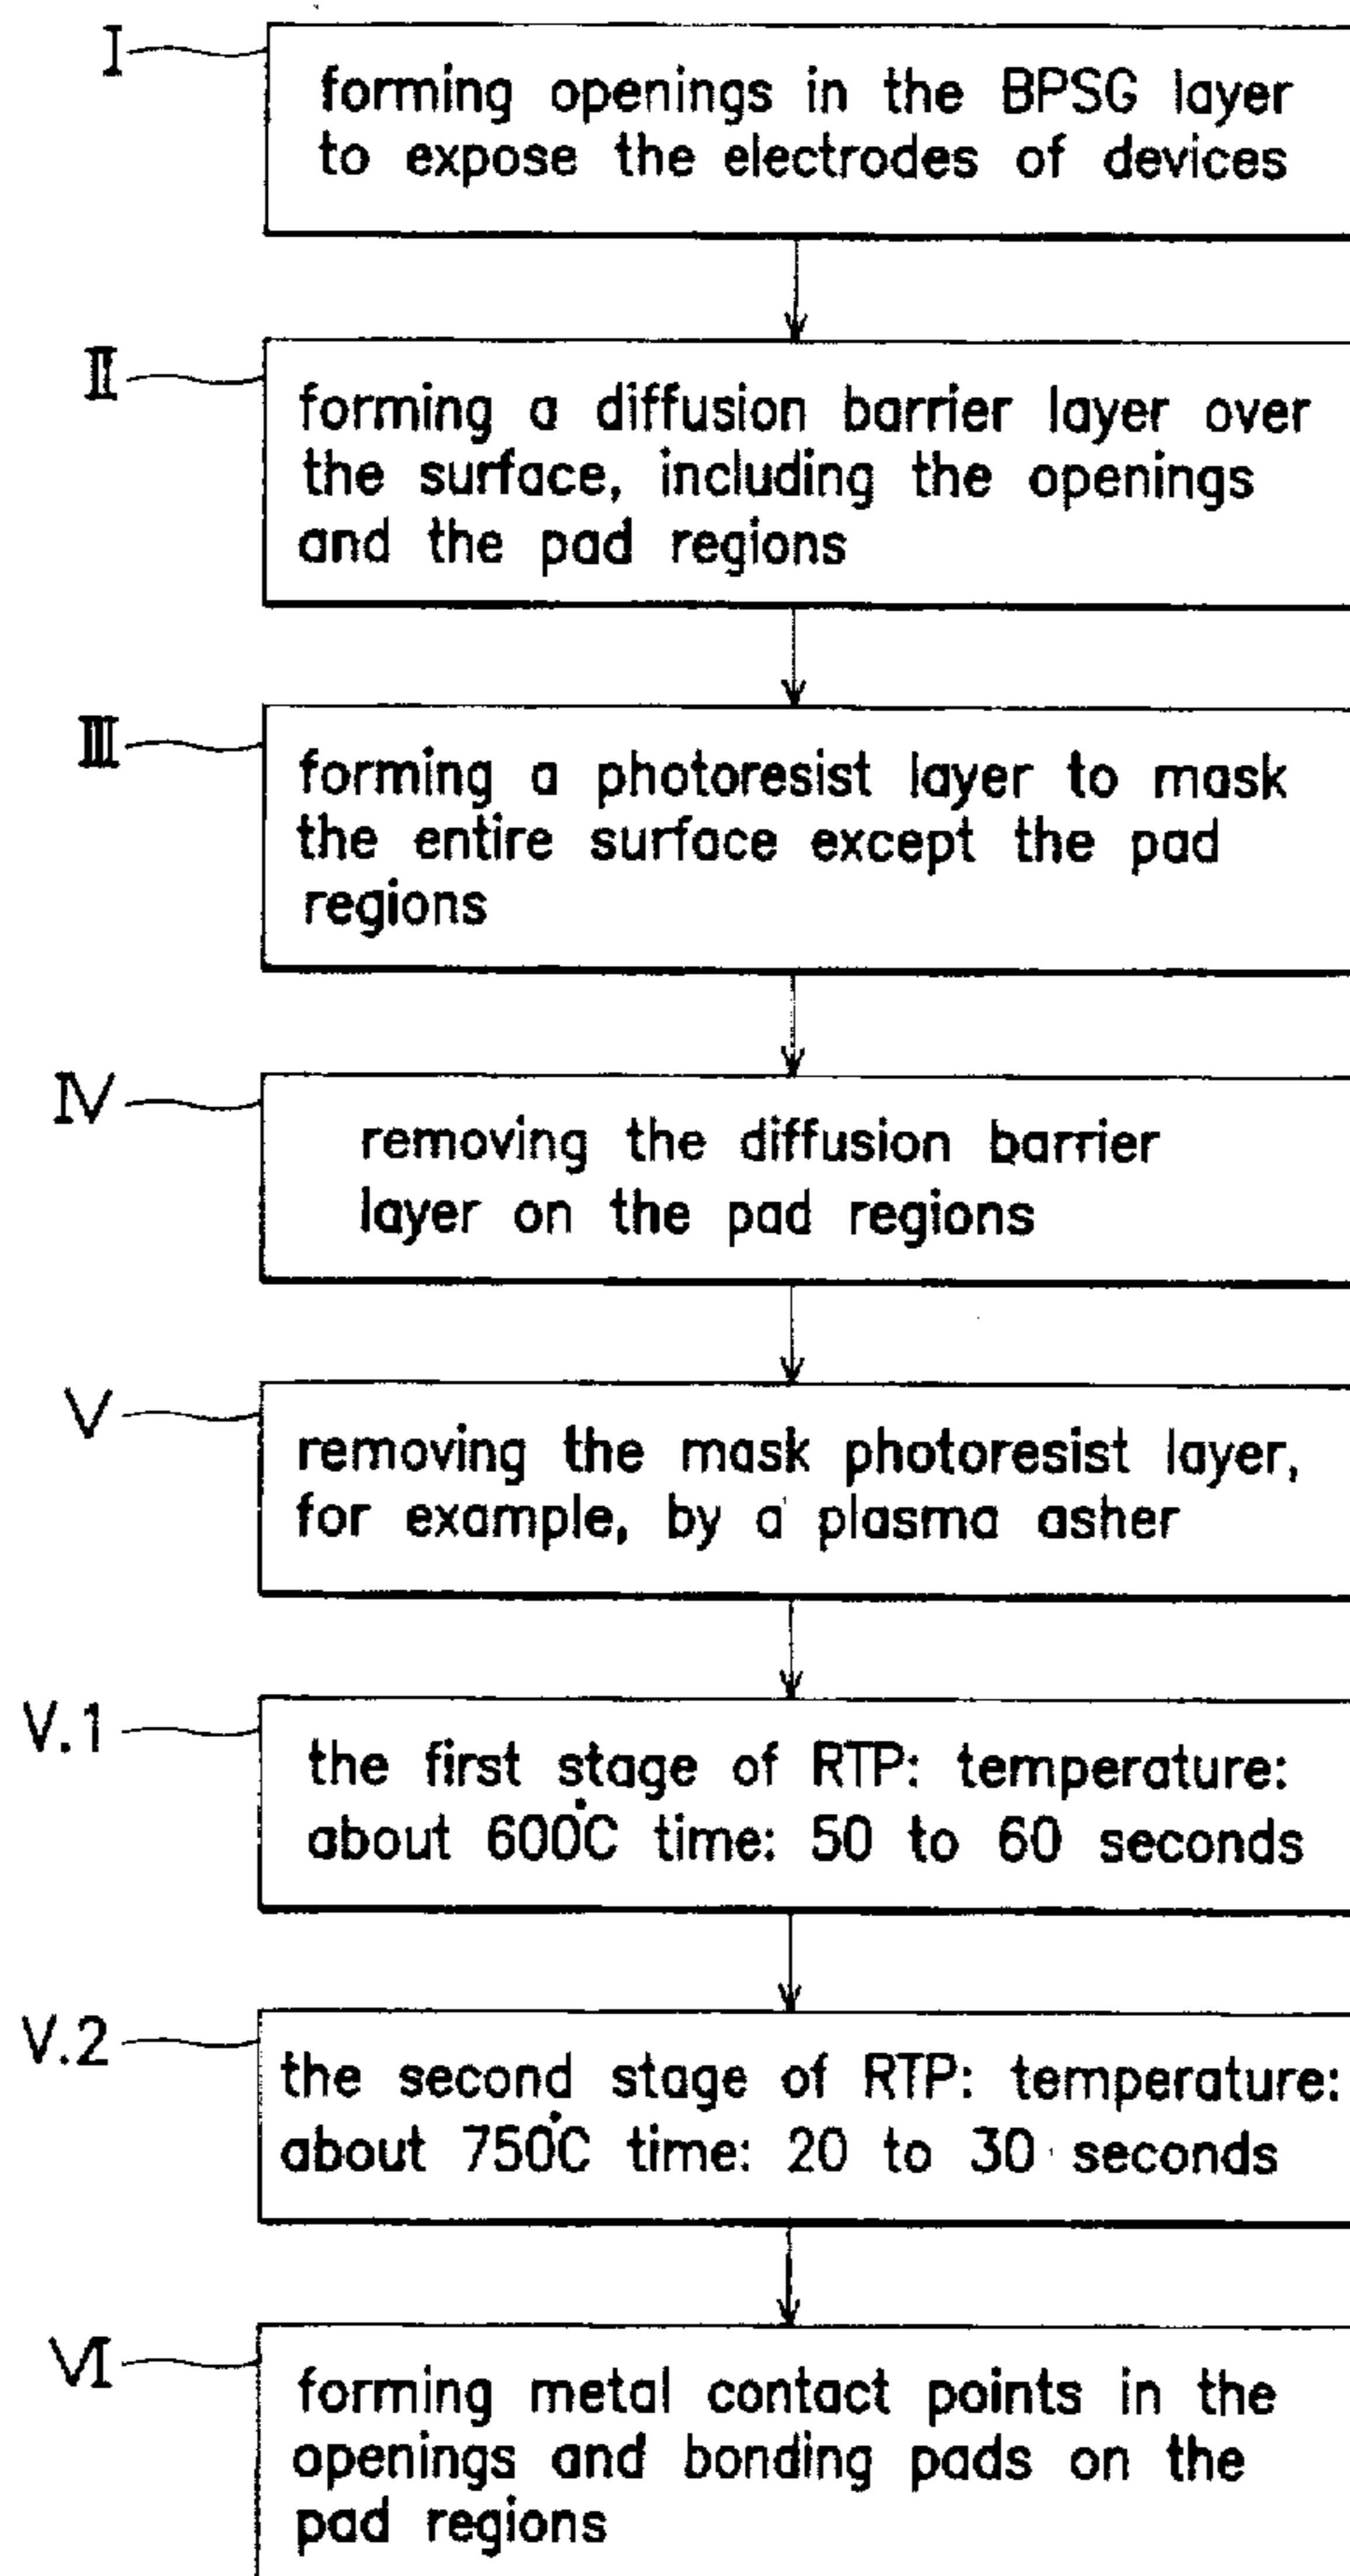 I
forming openings in the BPSG layer
to expose the electrodes of devices
II
forming a diffusion barrier layer over
the surface, including the openings
and the pad regions
III
forming a photoresist layer to mask
the entire surface except the pad
regions
IV
removing the diffusion barrier
layer on the pad regions
V
removing the mask photoresist layer,
for example, by a plasma asher
V.1
the first stage of RTP: temperature:
about 600°C time: 50 to 60 seconds
V.2
the second stage of RTP: temperature:
about 750°C time: 20 to 30 seconds
VI
forming metal contact points in the
openings and bonding pads on the
pad regions